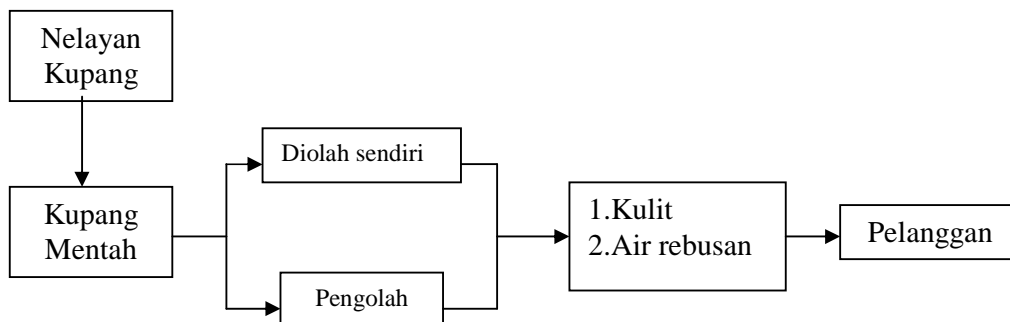 Nelayan
Kupang
Kupang
Mentah
Diolah sendiri
Pengolah
1.Kulit
2.Air rebusan
Pelanggan